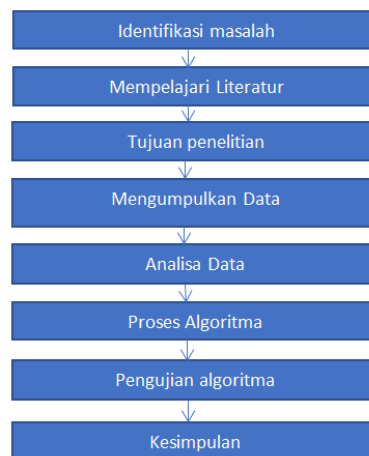 Identifikasi masalah
Mempelajari Literatur
Tujuan penelitian
Mengumpulkan Data
Analisa Data
Proses Algoritma
Pengujian algoritma
Kesimpulan